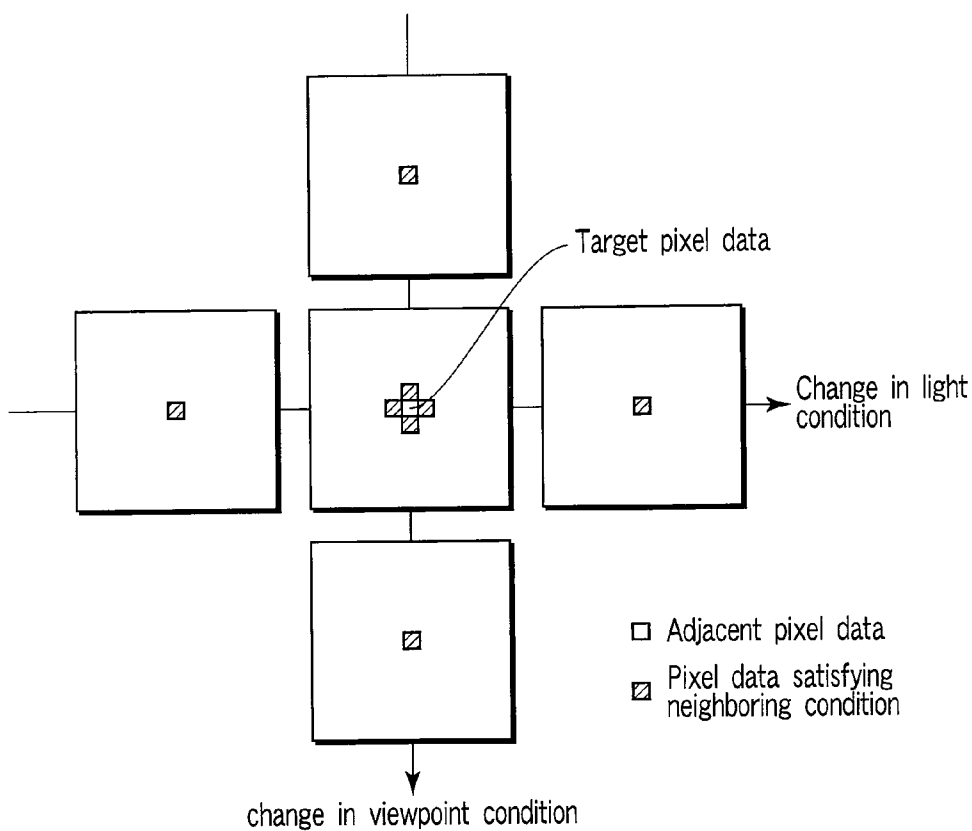 Target pixel data
Change in light
condition
Adjacent pixel data
Pixel data satisfying
neighboring condition
change in viewpoint condition